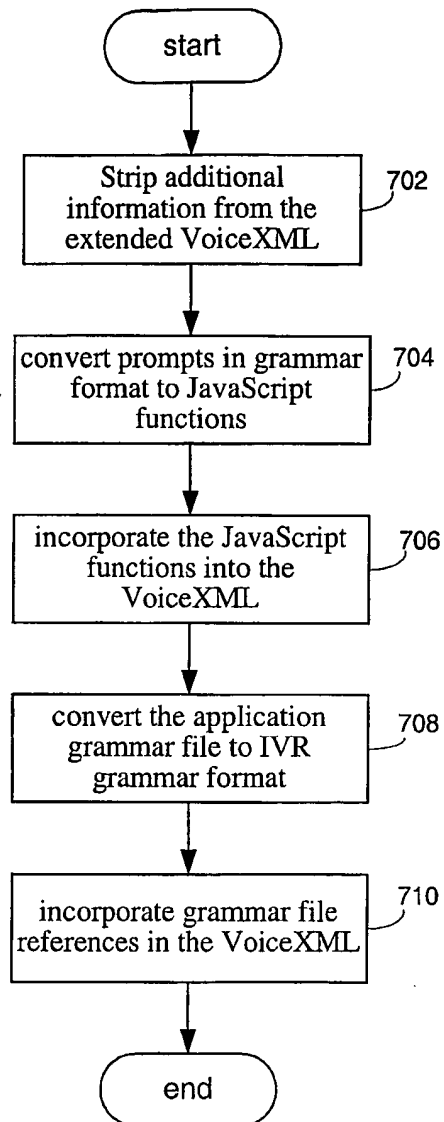 start
Strip additional
information from the
extended VoiceXML
702
convert prompts in grammar
format to JavaScript
functions
704
incorporate the JavaScript
functions into the
VoiceXML
706
convert the application
grammar file to IVR
grammar format
708
incorporate grammar file
references in the VoiceXML
710
end